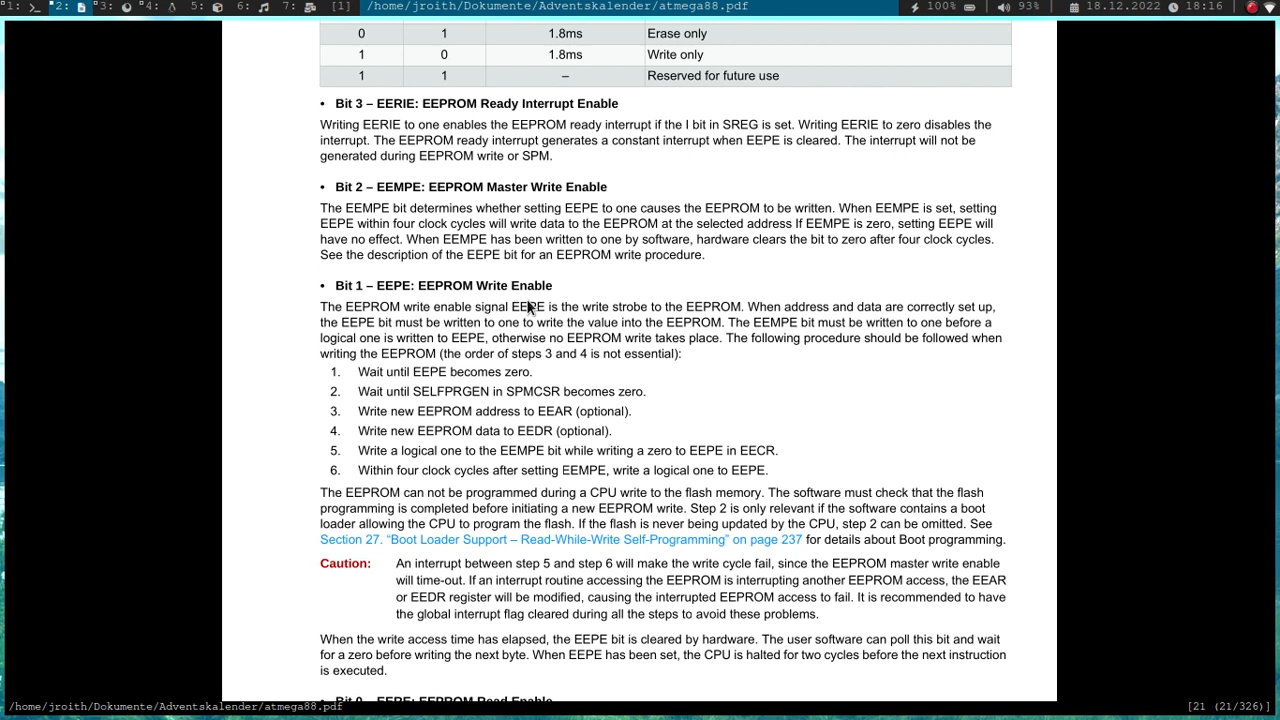 1: 2: 3: 4: 5: 6: 7: [1] /home/jroith/Dokumente/Adventskalender/atmega88.pdf 100% 93% 18.12.2022 18:16
0 1 1.8ms Erase only
1 0 1.8ms Write only
1 1 – Reserved for future use
• Bit 3 – EERIE: EEPROM Ready Interrupt Enable
Writing EERIE to one enables the EEPROM ready interrupt if the I bit in SREG is set. Writing EERIE to zero disables the
interrupt. The EEPROM ready interrupt generates a constant interrupt when EEPE is cleared. The interrupt will not be
generated during EEPROM write or SPM.
• Bit 2 – EEMPE: EEPROM Master Write Enable
The EEMPE bit determines whether setting EEPE to one causes the EEPROM to be written. When EEMPE is set, setting
EEPE within four clock cycles will write data to the EEPROM at the selected address If EEMPE is zero, setting EEPE will
have no effect. When EEMPE has been written to one by software, hardware clears the bit to zero after four clock cycles.
See the description of the EEPE bit for an EEPROM write procedure.
• Bit 1 – EEPE: EEPROM Write Enable
The EEPROM write enable signal EEPE is the write strobe to the EEPROM. When address and data are correctly set up,
the EEPE bit must be written to one to write the value into the EEPROM. The EEMPE bit must be written to one before a
logical one is written to EEPE, otherwise no EEPROM write takes place. The following procedure should be followed when
writing the EEPROM (the order of steps 3 and 4 is not essential):
1. Wait until EEPE becomes zero.
2. Wait until SELFPRGEN in SPMCSR becomes zero.
3. Write new EEPROM address to EEAR (optional).
4. Write new EEPROM data to EEDR (optional).
5. Write a logical one to the EEMPE bit while writing a zero to EEPE in EECR.
6. Within four clock cycles after setting EEMPE, write a logical one to EEPE.
The EEPROM can not be programmed during a CPU write to the flash memory. The software must check that the flash
programming is completed before initiating a new EEPROM write. Step 2 is only relevant if the software contains a boot
loader allowing the CPU to program the flash. If the flash is never being updated by the CPU, step 2 can be omitted. See
Section 27. “Boot Loader Support – Read-While-Write Self-Programming” on page 237 for details about Boot programming.
Caution: An interrupt between step 5 and step 6 will make the write cycle fail, since the EEPROM master write enable
will time-out. If an interrupt routine accessing the EEPROM is interrupting another EEPROM access, the EEAR
or EEDR register will be modified, causing the interrupted EEPROM access to fail. It is recommended to have
the global interrupt flag cleared during all the steps to avoid these problems.
When the write access time has elapsed, the EEPE bit is cleared by hardware. The user software can poll this bit and wait
for a zero before writing the next byte. When EEPE has been set, the CPU is halted for two cycles before the next instruction
is executed.
• Bit 0 – EERE: EEPROM Read Enable
/home/jroith/Dokumente/Adventskalender/atmega88.pdf [21 (21/326)]